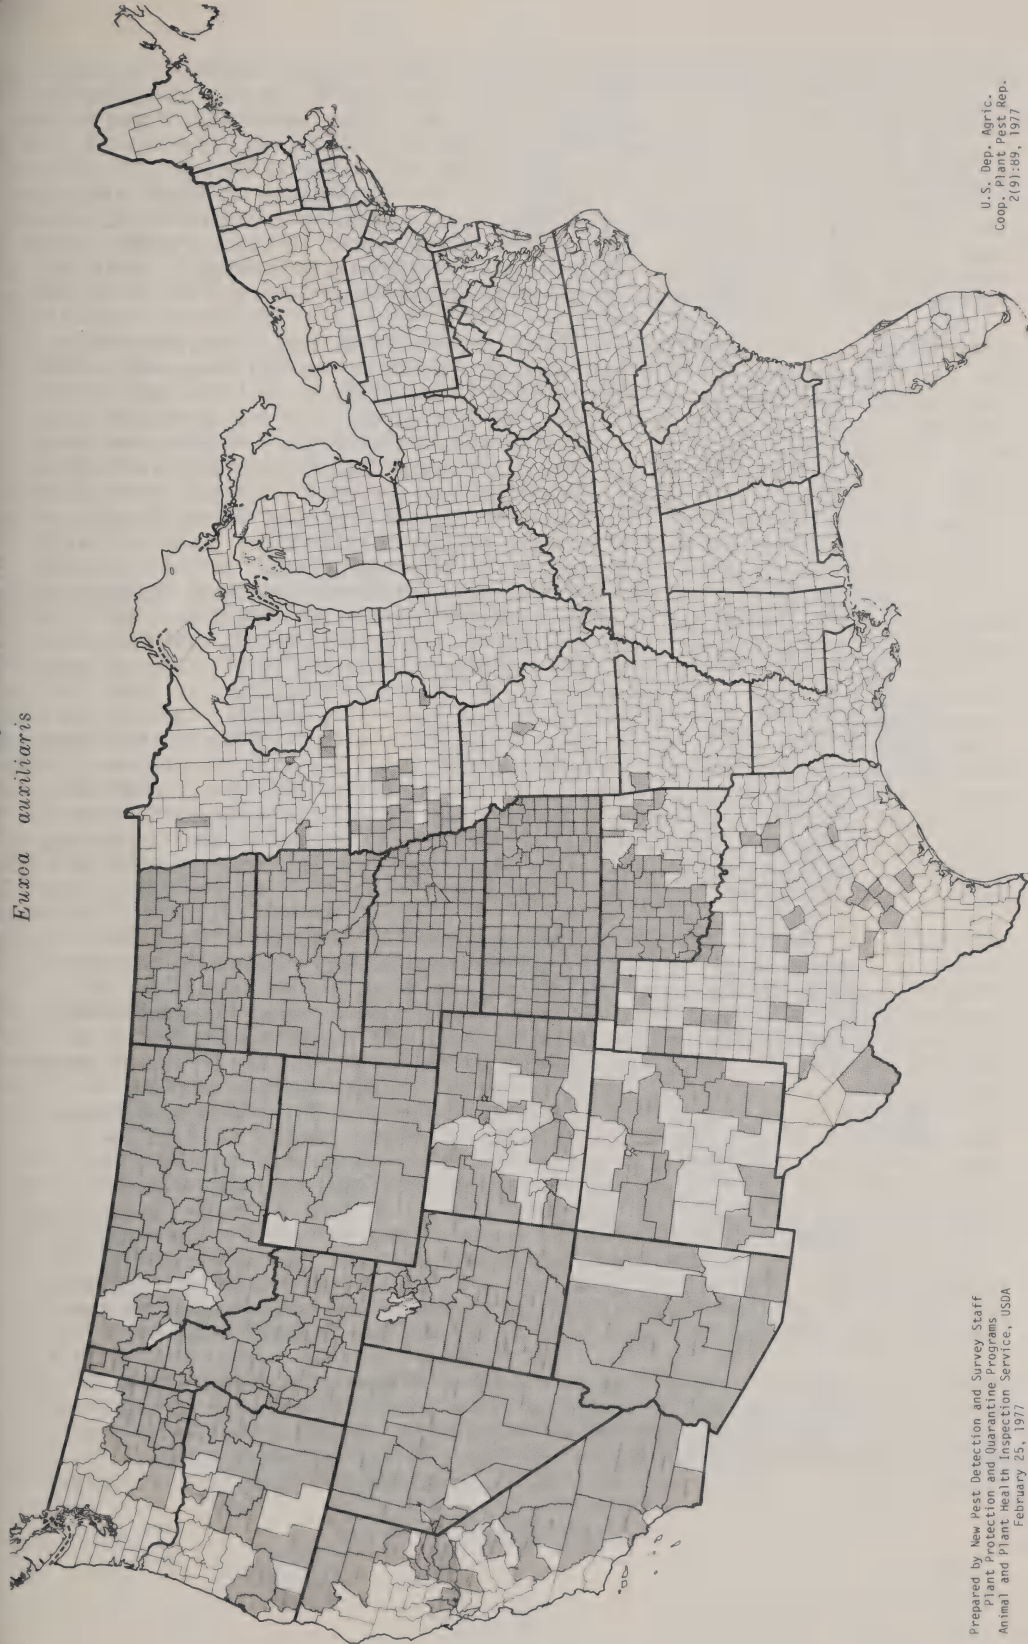 Euxoa auxiliaris
U.S. Dep. Agric.
Coop. Plant Pest Rep.
2(9):89, 1977
Prepared by New Pest Detection and Survey Staff
Plant Protection and Quarantine Programs
Animal and Plant Health Inspection Service, USDA
February 25, 1977